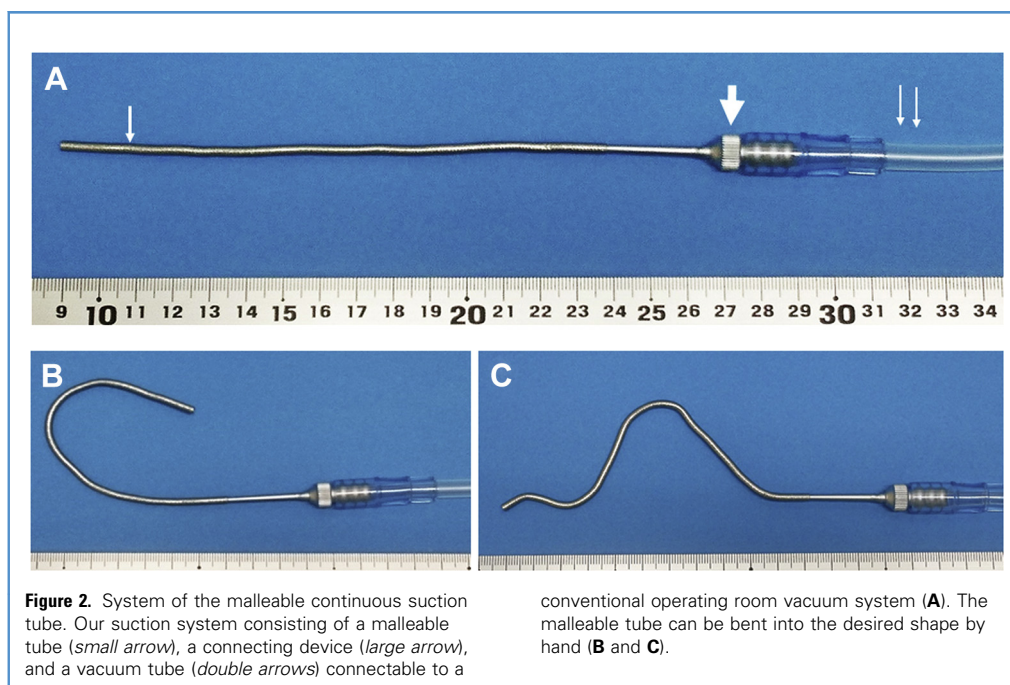 A
9 10 11 12 13 14 15 16 17 18 19 20 21 22 23 24 25 26 27 28 29 30 31 32 33 34
B
C
Figure 2. System of the malleable continuous suction
tube. Our suction system consisting of a malleable
tube (small arrow), a connecting device (large arrow),
and a vacuum tube (double arrows) connectable to a
conventional operating room vacuum system (A). The
malleable tube can be bent into the desired shape by
hand (B and C).